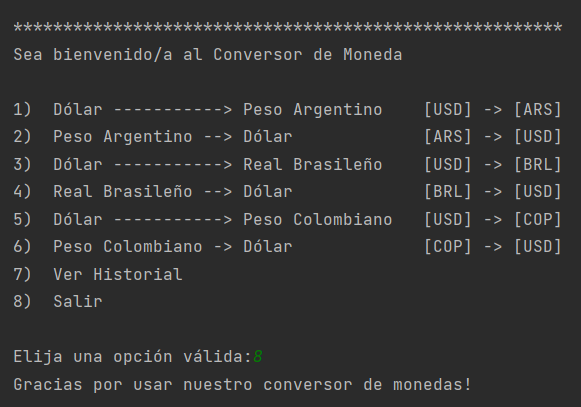 *******************************************************
Sea bienvenido/a al Conversor de Moneda
1)  Dólar -----------> Peso Argentino    [USD] -> [ARS]
2)  Peso Argentino --> Dólar             [ARS] -> [USD]
3)  Dólar -----------> Real Brasileño    [USD] -> [BRL]
4)  Real Brasileño --> Dólar             [BRL] -> [USD]
5)  Dólar -----------> Peso Colombiano   [USD] -> [COP]
6)  Peso Colombiano -> Dólar             [COP] -> [USD]
7)  Ver Historial
8)  Salir
Elija una opción válida:8
Gracias por usar nuestro conversor de monedas!